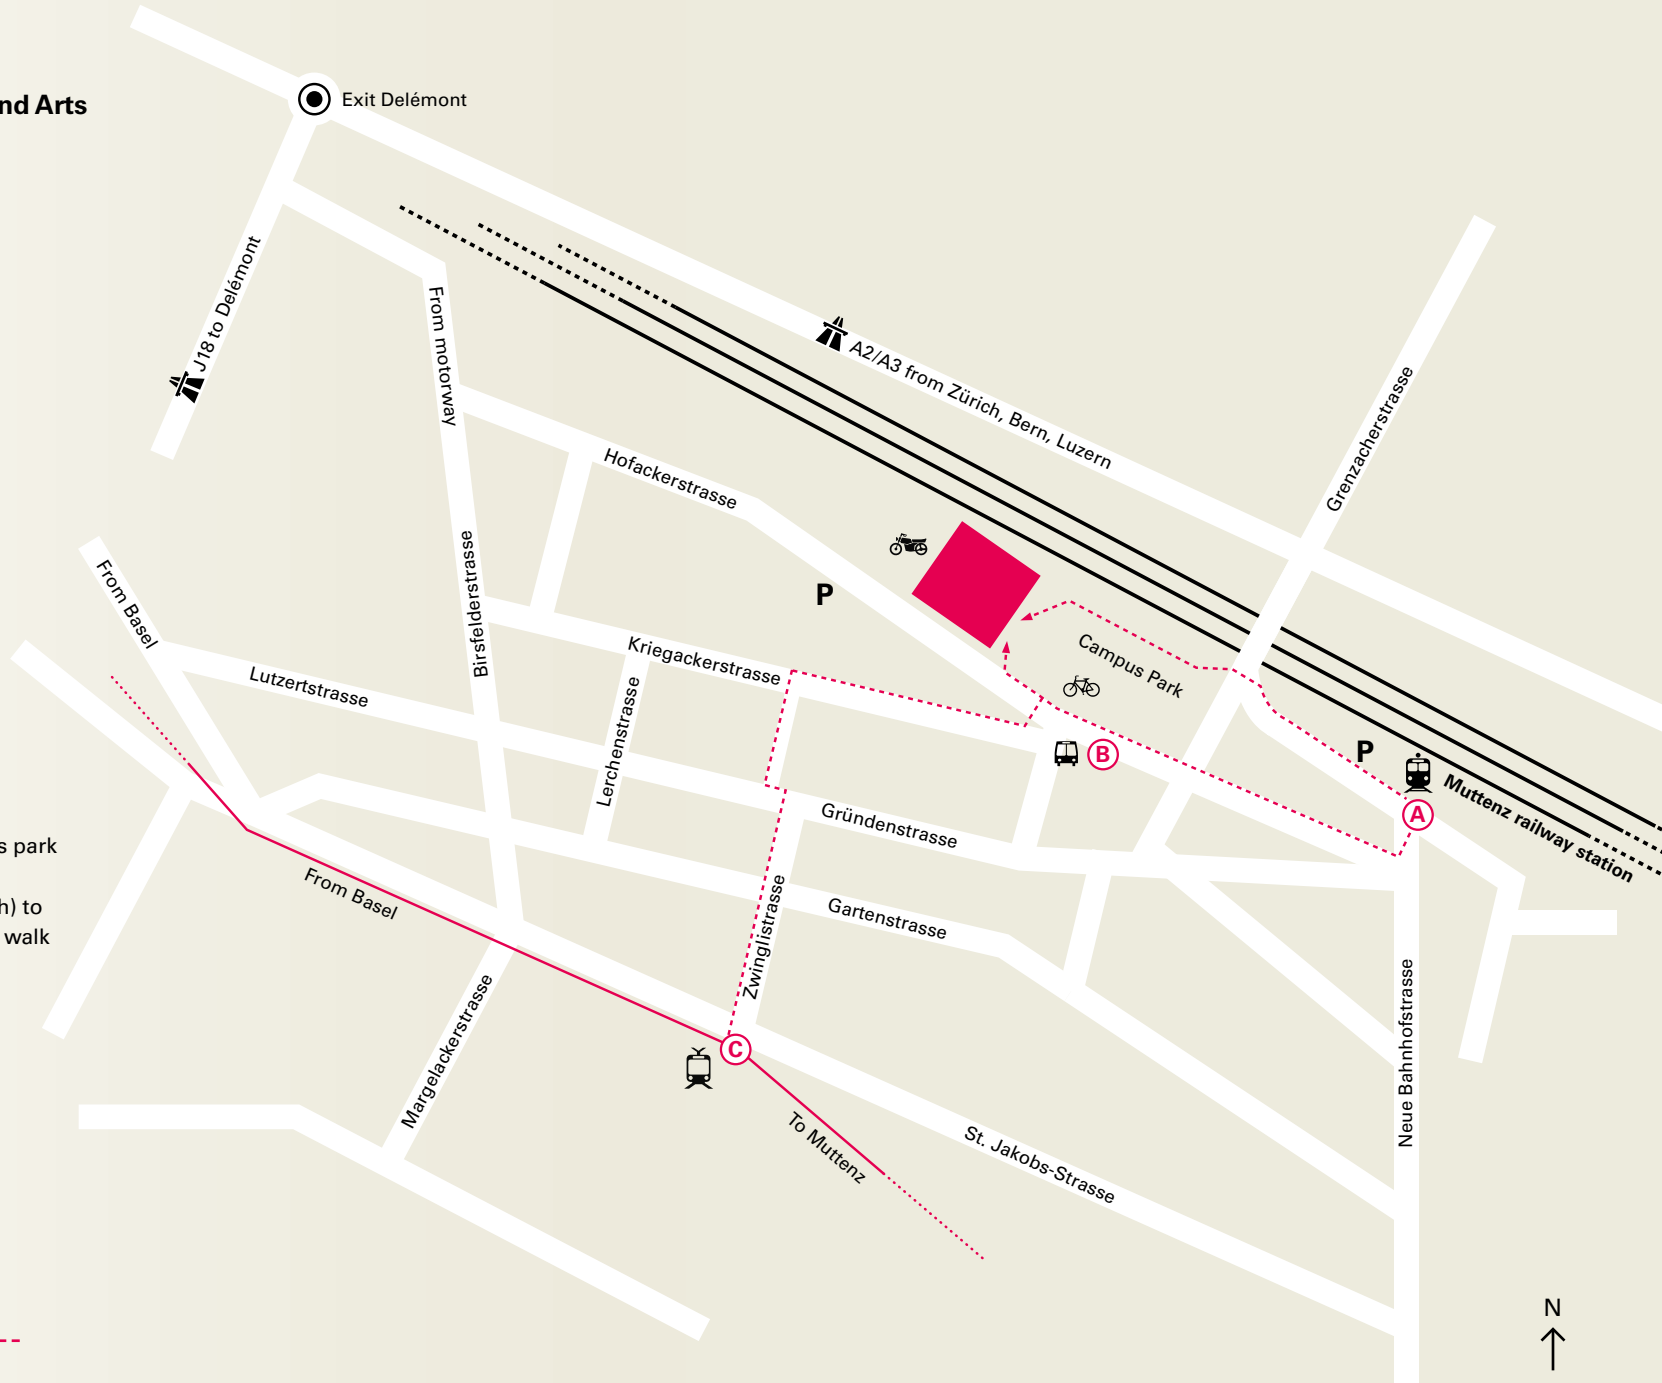 nd Arts
Exit Delémont
J18 to Delémont
From motorway
A2/A3 from Zürich, Bern, Luzern
Grenzacherstrasse
Hofackerstrasse
P
Birsfelderstrasse
From Basel
Kriegackerstrasse
Campus Park
Lutzertstrasse
Lerchenstrasse
B
P
A
Muttenz railway station
Gründenstrasse
s park
h) to
walk
From Basel
Zwinglistrasse
Gartenstrasse
Neue Bahnhofstrasse
Margelackerstrasse
C
To Muttenz
St. Jakobs-Strasse
N